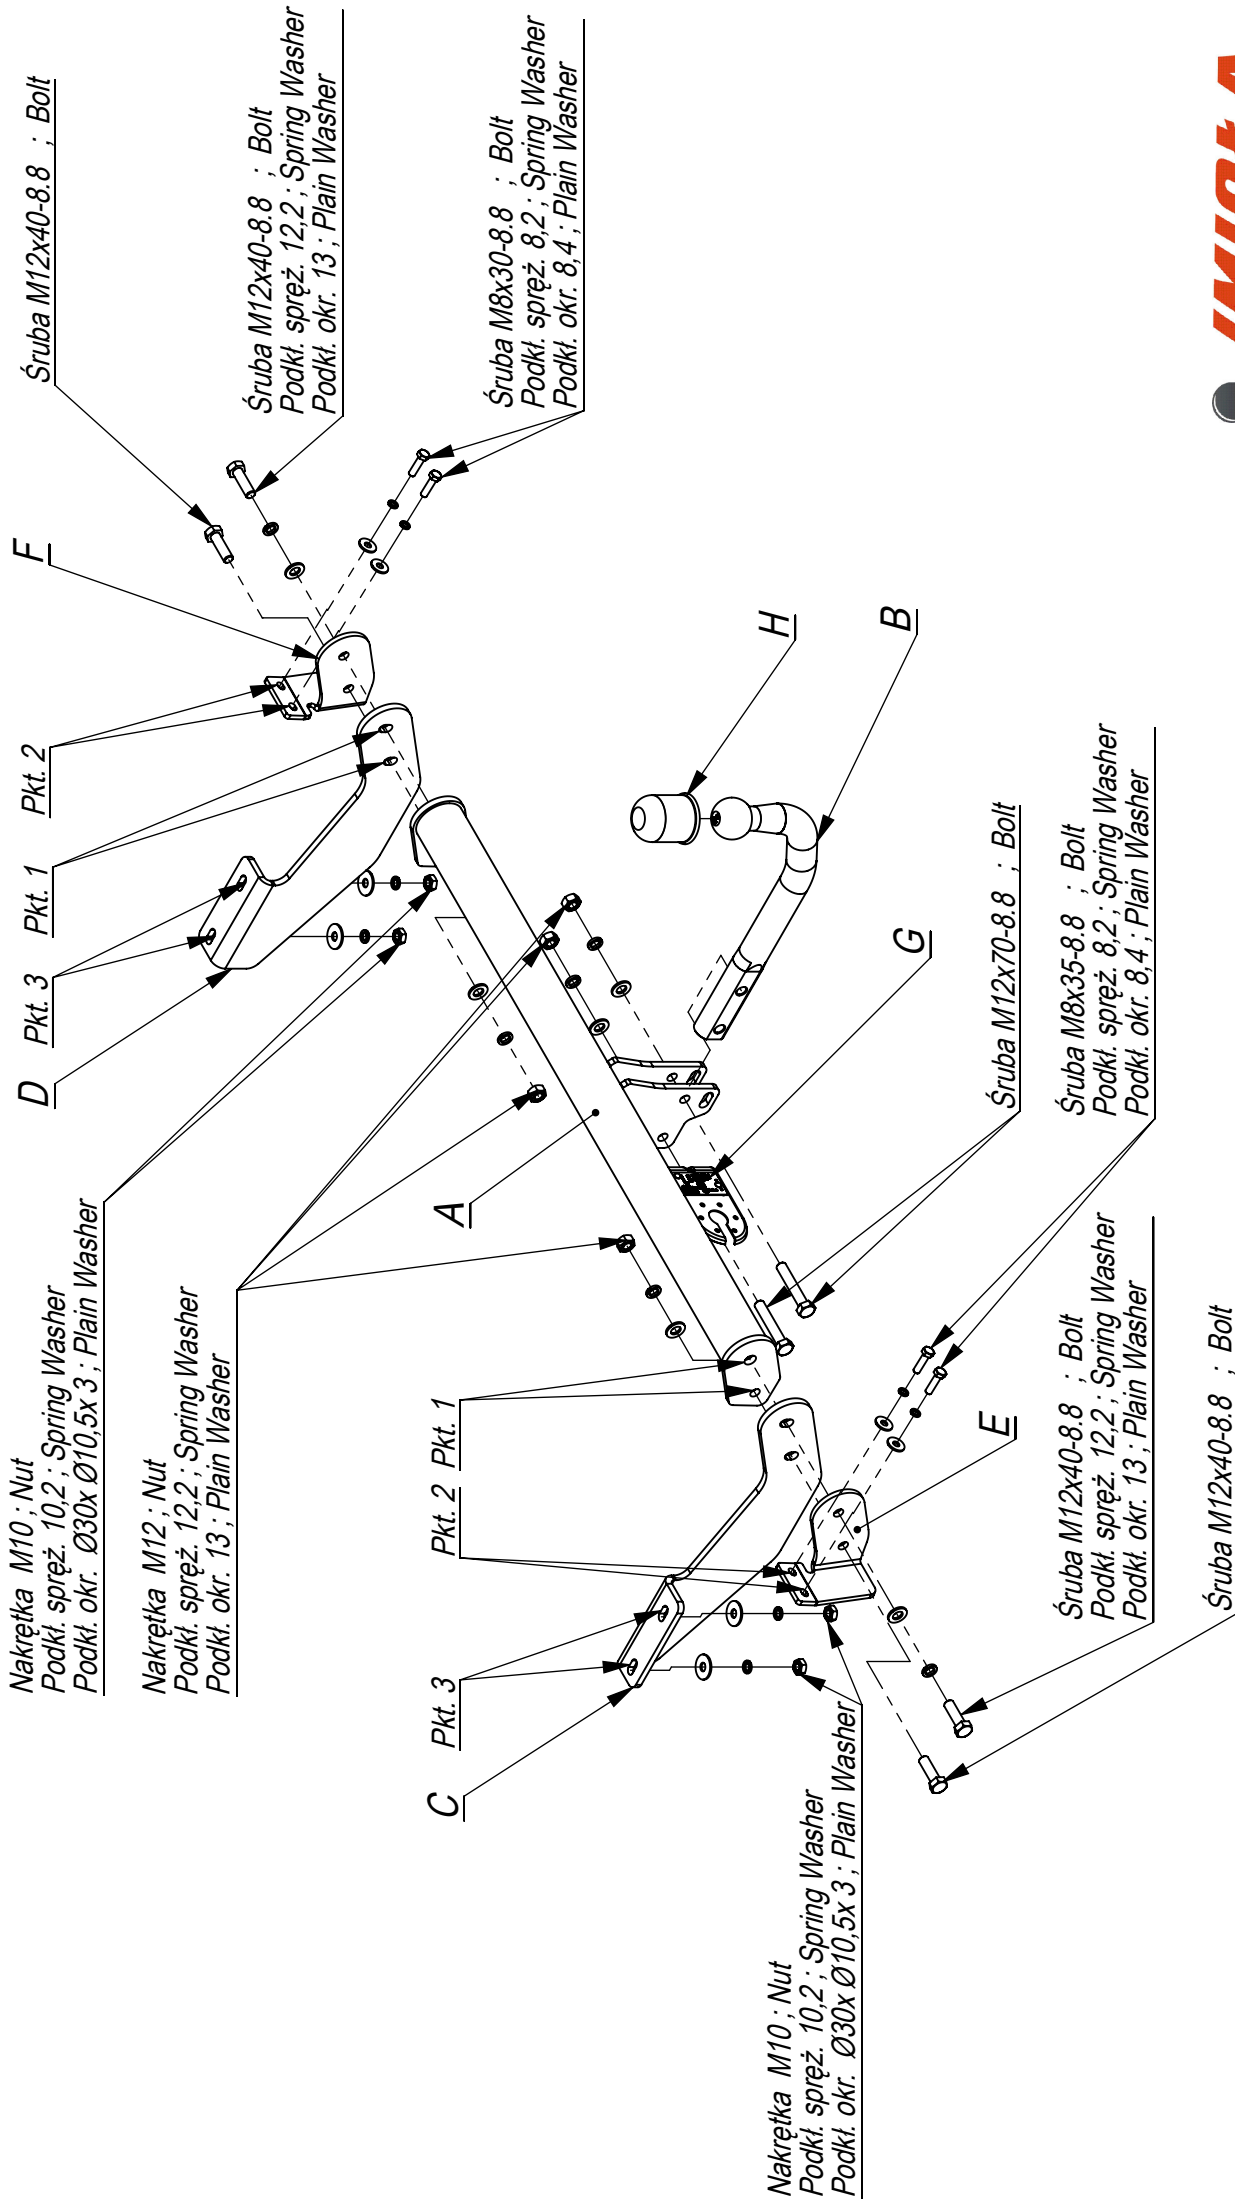 Śruba M12x40-8.8 ; Bolt
Śruba M12x40-8.8 ; Bolt
Podkł. spręż. 12,2 ; Spring Washer
Podkł. okr. 13 ; Plain Washer
Śruba M8x30-8.8 ; Bolt
Podkł. spręż. 8,2 ; Spring Washer
Podkł. okr. 8,4 ; Plain Washer
F
Pkt. 2
Pkt. 1
Pkt. 3
D
H
B
G
A
Nakrętka M10 ; Nut
Podkł. spręż. 10,2 ; Spring Washer
Podkł. okr. Ø30x Ø10,5x 3 ; Plain Washer
Nakrętka M12 ; Nut
Podkł. spręż. 12,2 ; Spring Washer
Podkł. okr. 13 ; Plain Washer
Śruba M12x70-8.8 ; Bolt
Śruba M8x35-8.8 ; Bolt
Podkł. spręż. 8,2 ; Spring Washer
Podkł. okr. 8,4 ; Plain Washer
Pkt. 1
Pkt. 2
Pkt. 3
C
E
Śruba M12x40-8.8 ; Bolt
Podkł. spręż. 12,2 ; Spring Washer
Podkł. okr. 13 ; Plain Washer
Śruba M12x40-8.8 ; Bolt
Nakrętka M10 ; Nut
Podkł. spręż. 10,2 ; Spring Washer
Podkł. okr. Ø30x Ø10,5x 3 ; Plain Washer